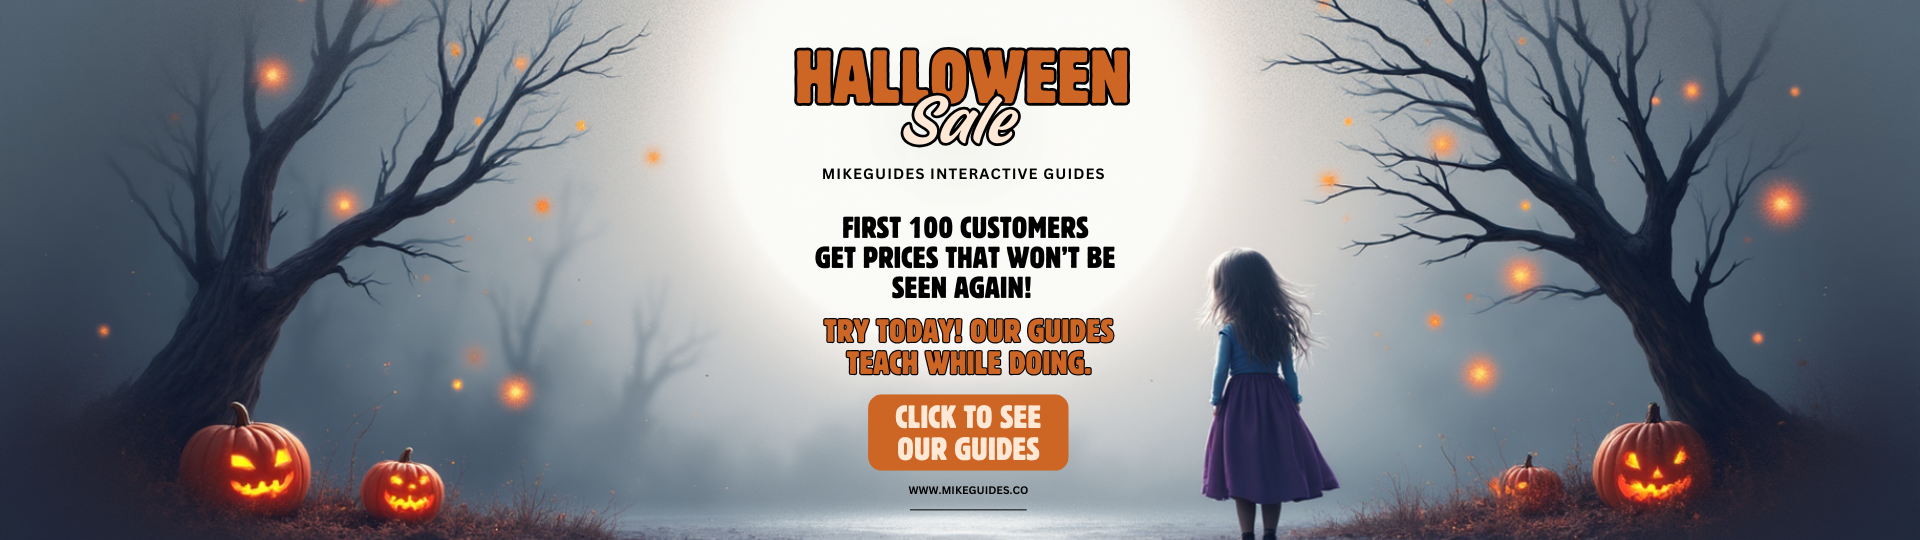 HALLOWEEN
Sale
MIKEGUIDES INTERACTIVE GUIDES
FIRST 100 CUSTOMERS
GET PRICES THAT WON'T BE
SEEN AGAIN!
TRY TODAY! OUR GUIDES
TEACH WHILE DOING.
CLICK TO SEE
OUR GUIDES
WWW.MIKEGUIDES.CO